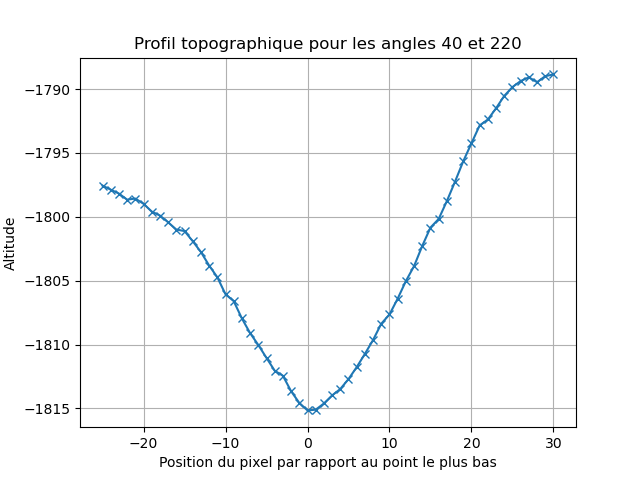 Profil topographique pour les angles 40 et 220
−1790
−1795
−1800
−1805
−1810
−1815
Altitude
−20 −10 0 10 20 30
Position du pixel par rapport au point le plus bas